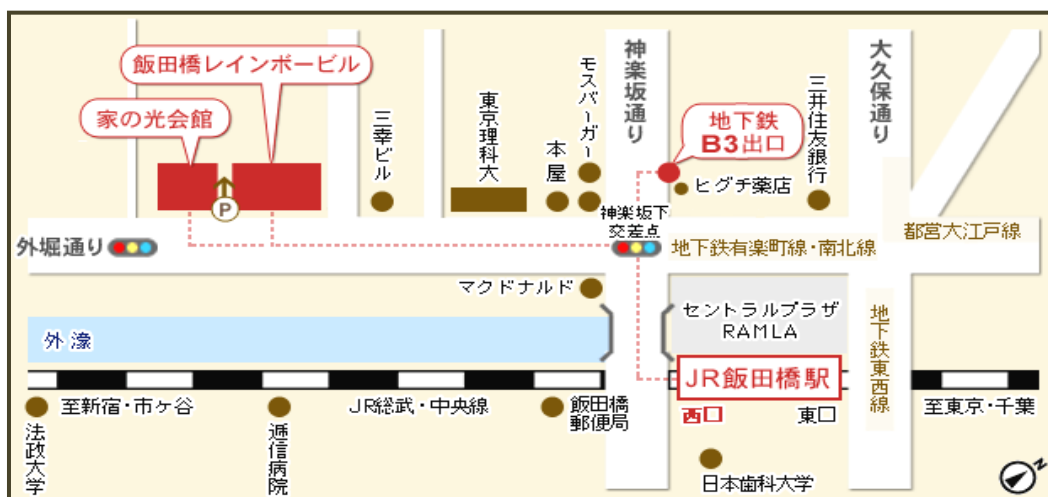 飯田橋レインボービル
家の光会館
P
三幸ビル
東京理科大
本屋
モスバーガー
神楽坂通り
地下鉄
B3出口
ヒグチ薬店
三井住友銀行
大久保通り
外堀通り
神楽坂下
交差点
地下鉄有楽町線・南北線
都営大江戸線
マクドナルド
外濠
セントラルプラザ
RAMLA
地下鉄東西線
JR飯田橋駅
西口
東口
至新宿・市ヶ谷
JR総武・中央線
飯田橋
郵便局
至東京・千葉
法政大学
逓信病院
日本歯科大学
N